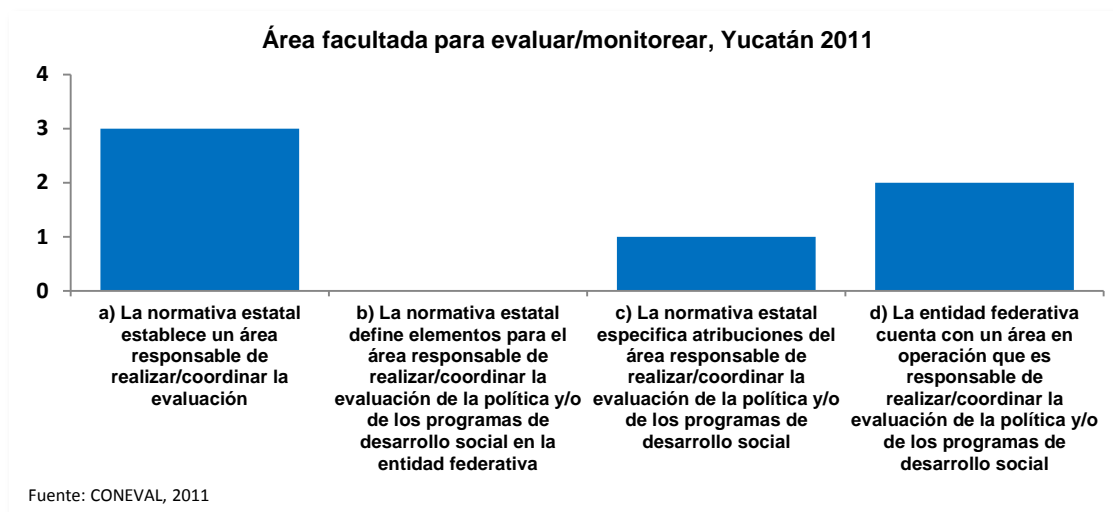 Área facultada para evaluar/monitorear, Yucatán 2011
4
3
2
1
0
a) La normativa estatal
establece un área
responsable de
realizar/coordinar la
evaluación
b) La normativa estatal
define elementos para el
área responsable de
realizar/coordinar la
evaluación de la política y/o
de los programas de
desarrollo social en la
entidad federativa
c) La normativa estatal
especifica atribuciones del
área responsable de
realizar/coordinar la
evaluación de la política y/o
de los programas de
desarrollo social
d) La entidad federativa
cuenta con un área en
operación que es
responsable de
realizar/coordinar la
evaluación de la política y/o
de los programas de
desarrollo social
Fuente: CONEVAL, 2011